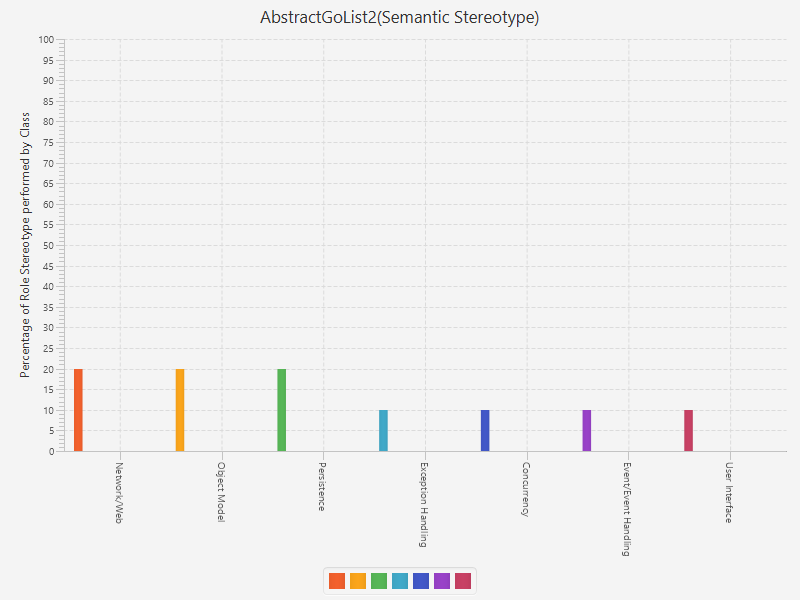 AbstractGoList2(Semantic Stereotype)
Percentage of Role Stereotype performed by Class
100
95
90
85
80
75
70
65
60
55
50
45
40
35
30
25
20
15
10
5
0
Network/Web
Object Model
Persistence
Exception Handling
Concurrency
Event/Event Handling
User Interface